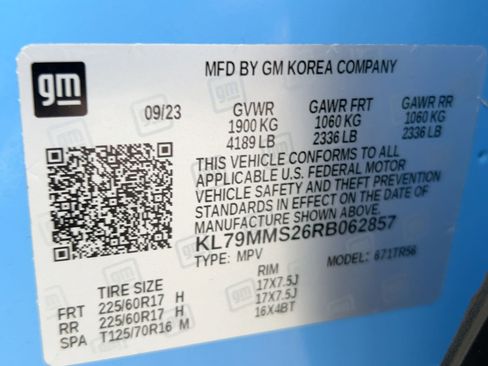 gm
MFD BY GM KOREA COMPANY
09/23 GVWR GAWR FRT GAWR RR
1900 KG 1060 KG 1060 KG
4189 LB 2336 LB 2336 LB
THIS VEHICLE CONFORMS TO ALL
APPLICABLE U.S. FEDERAL MOTOR
VEHICLE SAFETY AND THEFT PREVENTION
STANDARDS IN EFFECT ON THE DATE OF
MANUFACTURE SHOWN ABOVE.
KL79MMS26RB062857
TYPE: MPV MODEL: 671TR56
TIRE SIZE RIM
FRT 225/60R17 H 17X7.5J
RR 225/60R17 H 17X7.5J
SPA T125/70R16 M 16X4BT